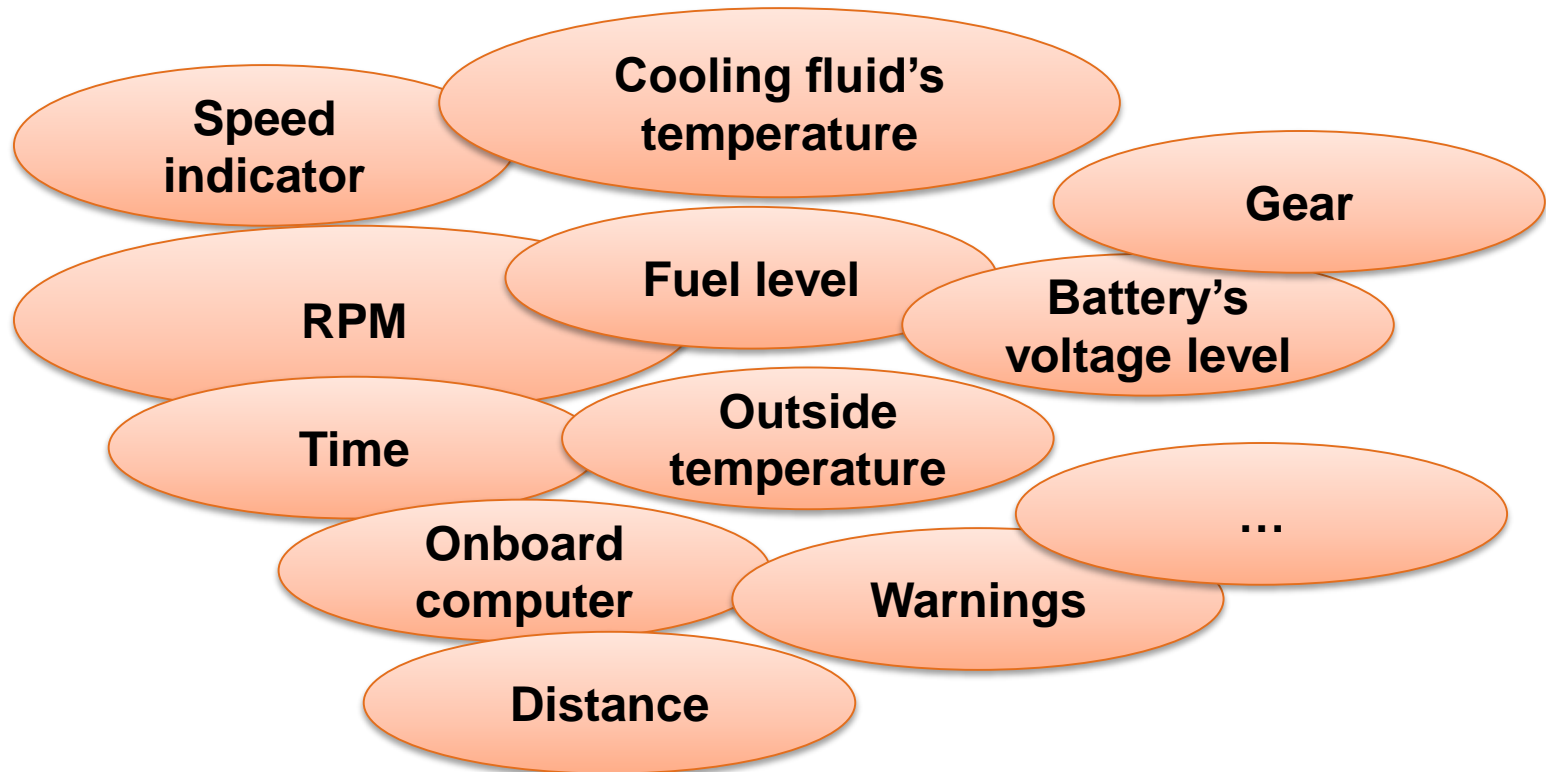 Speed
indicator
Cooling fluid’s
temperature
Gear
RPM
Fuel level
Battery’s
voltage level
Time
Outside
temperature
…
Onboard
computer
Warnings
Distance